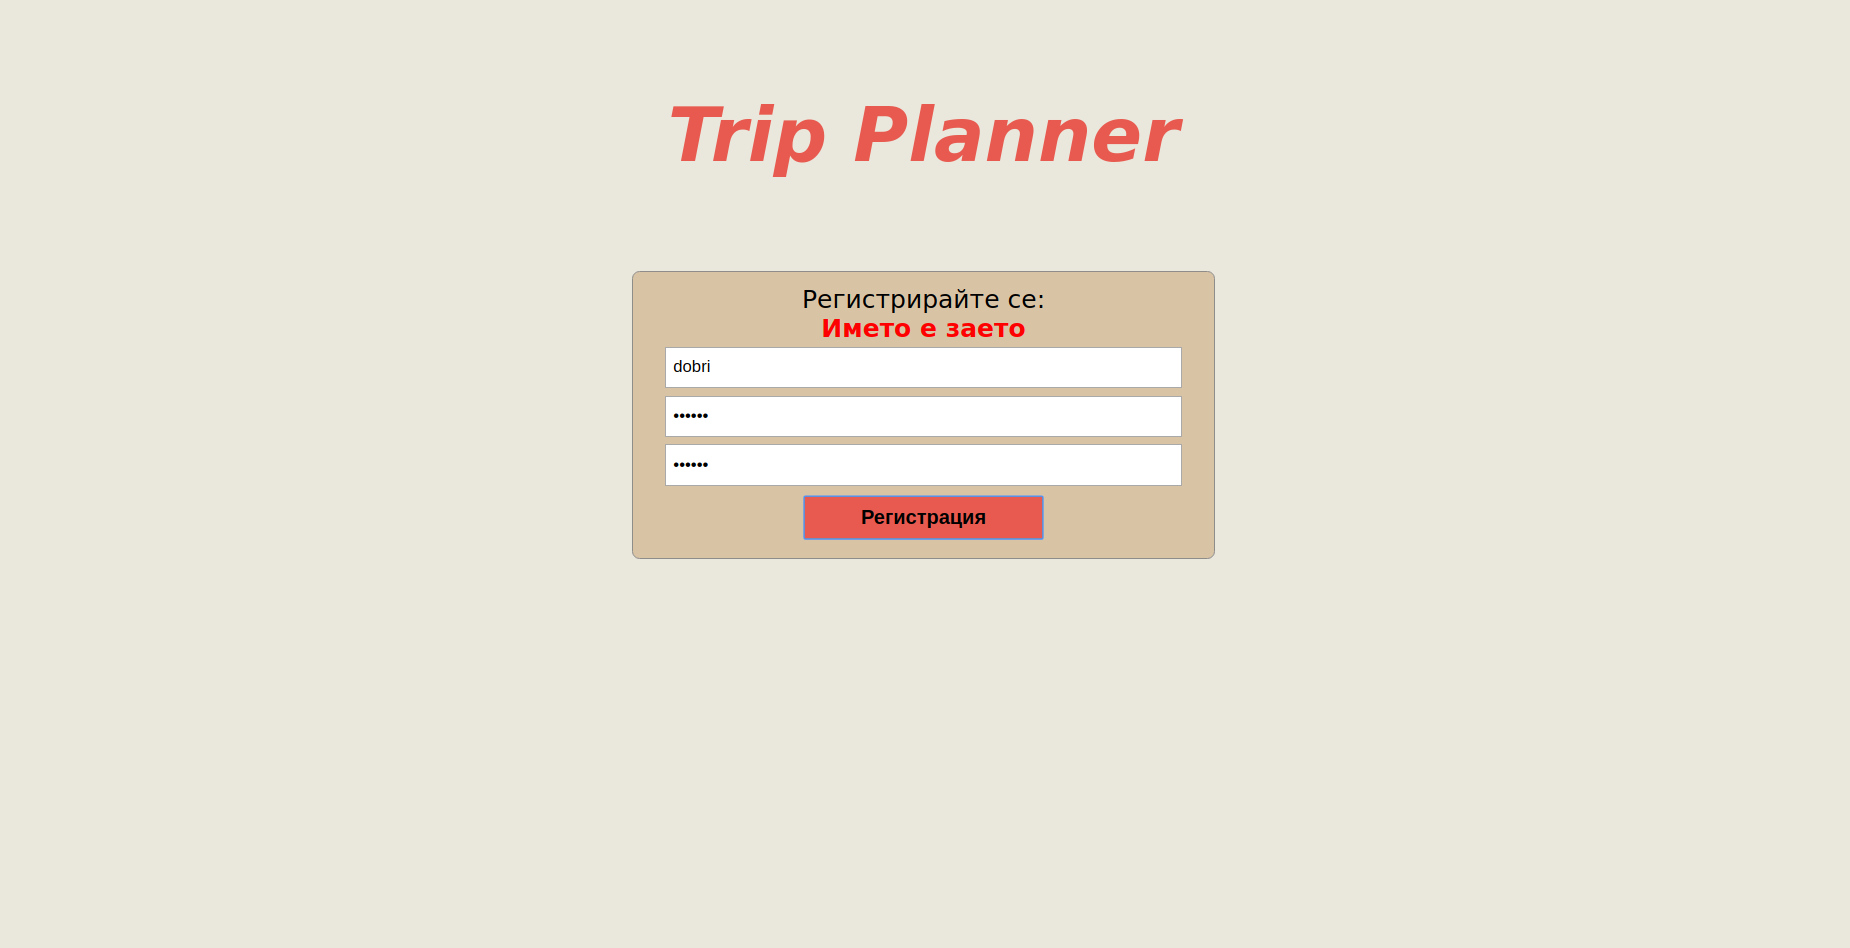 Trip Planner
Регистрирайте се:
Името е заето
dobri
••••••
••••••
Регистрация